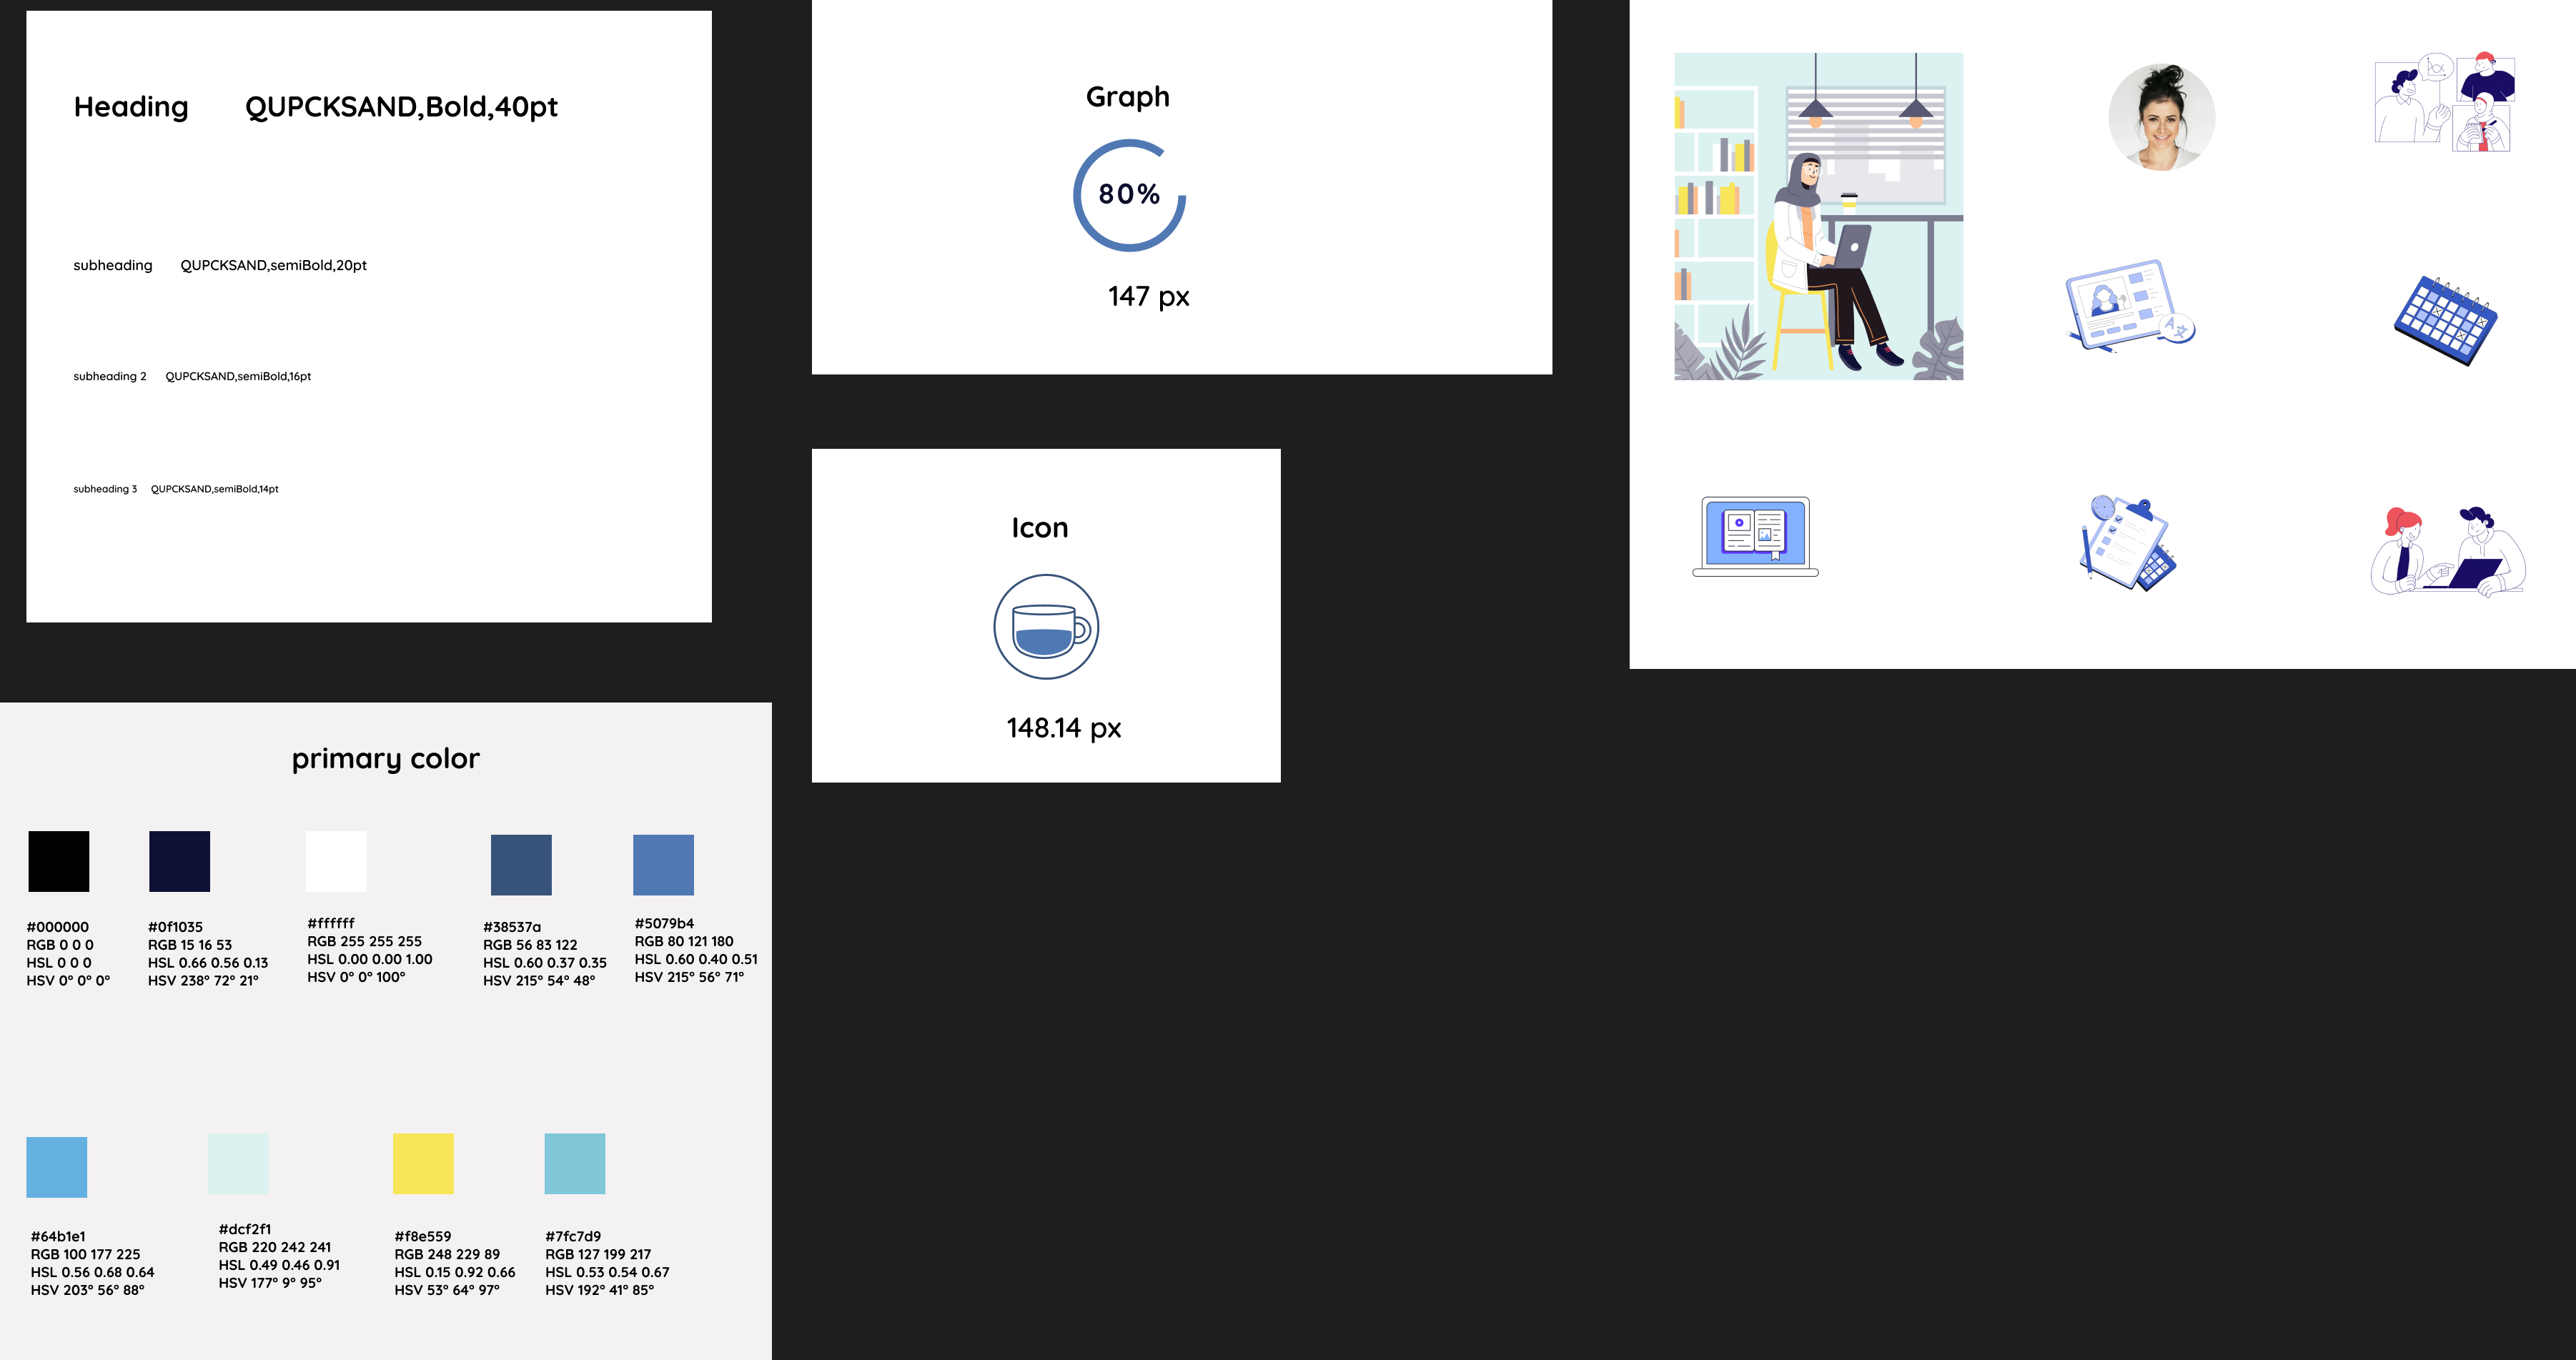 Heading QUPCKSAND,Bold,40pt
subheading QUPCKSAND,semiBold,20pt
subheading 2 QUPCKSAND,semiBold,16pt
subheading 3 QUPCKSAND,semiBold,14pt
Graph
80%
147 px
Icon
148.14 px
A文
primary color
#000000
RGB 0 0 0
HSL 0 0 0
HSV 0° 0° 0°
#0f1035
RGB 15 16 53
HSL 0.66 0.56 0.13
HSV 238° 72° 21°
#ffffff
RGB 255 255 255
HSL 0.00 0.00 1.00
HSV 0° 0° 100°
#38537a
RGB 56 83 122
HSL 0.60 0.37 0.35
HSV 215° 54° 48°
#5079b4
RGB 80 121 180
HSL 0.60 0.40 0.51
HSV 215° 56° 71°
#64b1e1
RGB 100 177 225
HSL 0.56 0.68 0.64
HSV 203° 56° 88°
#dcf2f1
RGB 220 242 241
HSL 0.49 0.46 0.91
HSV 177° 9° 95°
#f8e559
RGB 248 229 89
HSL 0.15 0.92 0.66
HSV 53° 64° 97°
#7fc7d9
RGB 127 199 217
HSL 0.53 0.54 0.67
HSV 192° 41° 85°